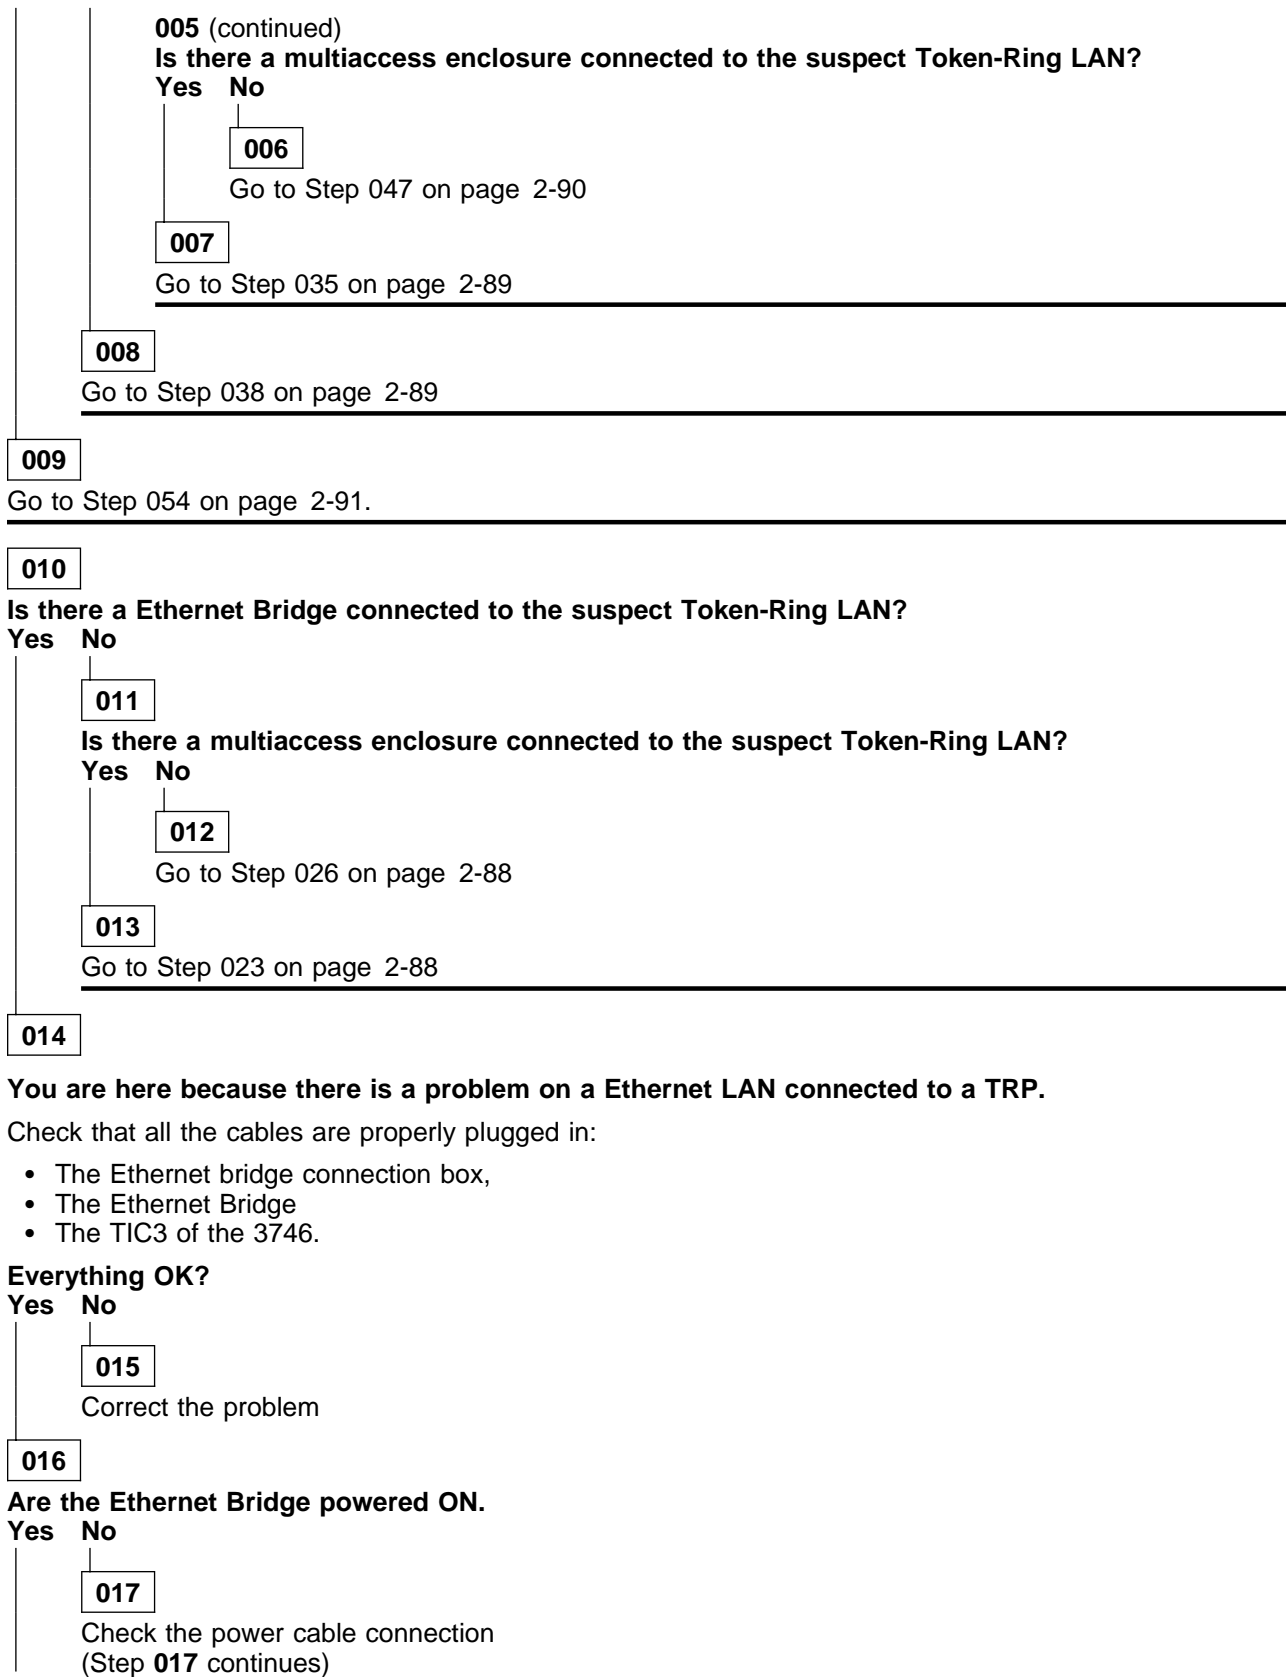 005 (continued)
Is there a multiaccess enclosure connected to the suspect Token-Ring LAN?
Yes No
006
Go to Step 047 on page 2-90
007
Go to Step 035 on page 2-89
008
Go to Step 038 on page 2-89
009
Go to Step 054 on page 2-91.
010
Is there a Ethernet Bridge connected to the suspect Token-Ring LAN?
Yes No
011
Is there a multiaccess enclosure connected to the suspect Token-Ring LAN?
Yes No
012
Go to Step 026 on page 2-88
013
Go to Step 023 on page 2-88
014
You are here because there is a problem on a Ethernet LAN connected to a TRP.
Check that all the cables are properly plugged in:
• The Ethernet bridge connection box,
• The Ethernet Bridge
• The TIC3 of the 3746.
Everything OK?
Yes No
015
Correct the problem
016
Are the Ethernet Bridge powered ON.
Yes No
017
Check the power cable connection
(Step 017 continues)